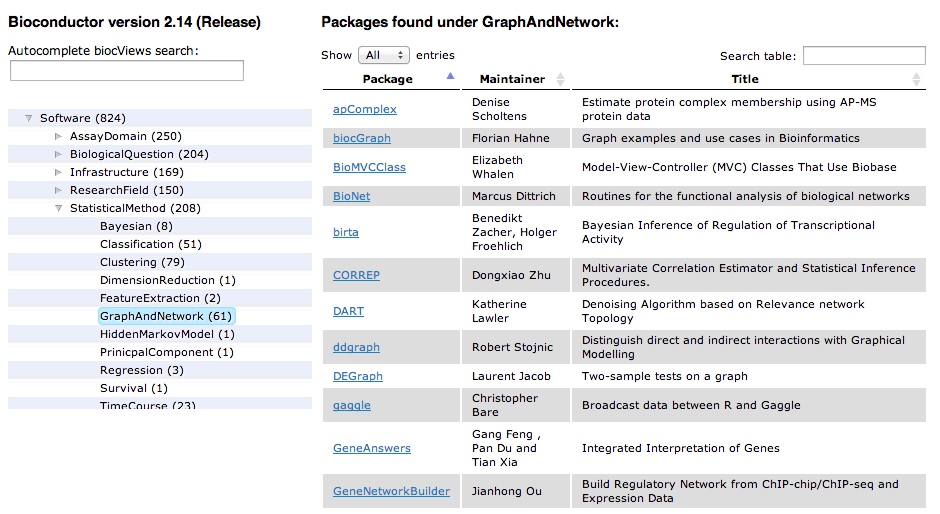 Bioconductor version 2.14 (Release)
Autocomplete biocViews search:
Software (824)
AssayDomain (250)
BiologicalQuestion (204)
Infrastructure (169)
ResearchField (150)
StatisticalMethod (208)
Bayesian (8)
Classification (51)
Clustering (79)
DimensionReduction (1)
FeatureExtraction (2)
GraphAndNetwork (61)
HiddenMarkovModel (1)
PrinicpalComponent (1)
Regression (3)
Survival (1)
TimeCourse (23)
Packages found under GraphAndNetwork:
Show All entries
Search table:
Package Maintainer Title
apComplex
Denise
Scholtens
Estimate protein complex membership using AP-MS
protein data
biocGraph Florian Hahne Graph examples and use cases in Bioinformatics
BioMVCClass
Elizabeth
Whalen
Model-View-Controller (MVC) Classes That Use Biobase
BioNet Marcus Dittrich Routines for the functional analysis of biological networks
birta
Benedikt
Zacher, Holger
Froehlich
Bayesian Inference of Regulation of Transcriptional
Activity
CORREP Dongxiao Zhu
Multivariate Correlation Estimator and Statistical Inference
Procedures.
DART
Katherine
Lawler
Denoising Algorithm based on Relevance network
Topology
ddgraph Robert Stojnic
Distinguish direct and indirect interactions with Graphical
Modelling
DEGraph Laurent Jacob Two-sample tests on a graph
gaggle
Christopher
Bare
Broadcast data between R and Gaggle
GeneAnswers
Gang Feng ,
Pan Du and
Tian Xia
Integrated Interpretation of Genes
GeneNetworkBuilder Jianhong Ou
Build Regulatory Network from ChIP-chip/ChIP-seq and
Expression Data